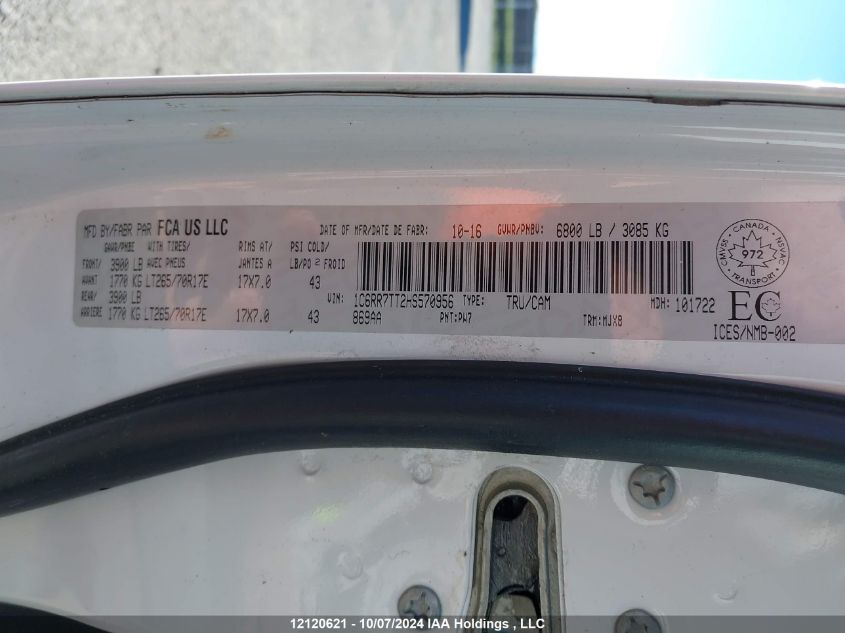 MFD BY/FABR PAR FCA US LLC DATE OF MFR/DATE DE FABR: 10-16 GVWR/PNBV: 6800 LB / 3085 KG
GAWR/PNBE WITH TIRES/ RIMS AT/ PSI COLD/
FRONT/ 3900 LB AVEC PNEUS JANTES A LB/PO² FROID
AVANT 1770 KG LT265/70R17E 17X7.0 43
REAR/ 3900 LB
ARRIERE 1770 KG LT265/70R17E 17X7.0 43
VIN: 1C6RR7TT2HS570956 TYPE: TRU/CAM MDH: 101722
869AA PNT: PW7 TRM: MJX8
CMVSS CANADA NSVAC
972
TRANSPORT
EC
ICES/NMB-002
12120621 - 10/07/2024 IAA Holdings , LLC